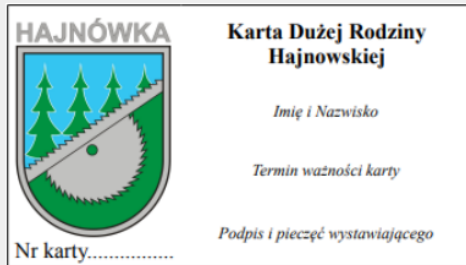 HAJNÓWKA
Karta Dużej Rodziny
Hajnowskiej
Imię i Nazwisko
Termin ważności karty
Podpis i pieczęć wystawiającego
Nr karty................